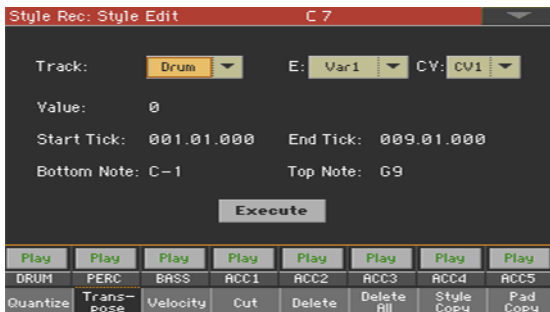 Style Rec: Style Edit C 7
Track: Drum E: Var1 CV: CV1
Value: 0
Start Tick: 001.01.000 End Tick: 009.01.000
Bottom Note: C-1 Top Note: G9
Execute
Play Play Play Play Play Play Play Play
DRUM PERC BASS ACC1 ACC2 ACC3 ACC4 ACC5
Quantize Trans- Velocity Cut Delete Delete Style Pad
pose All Copy Copy